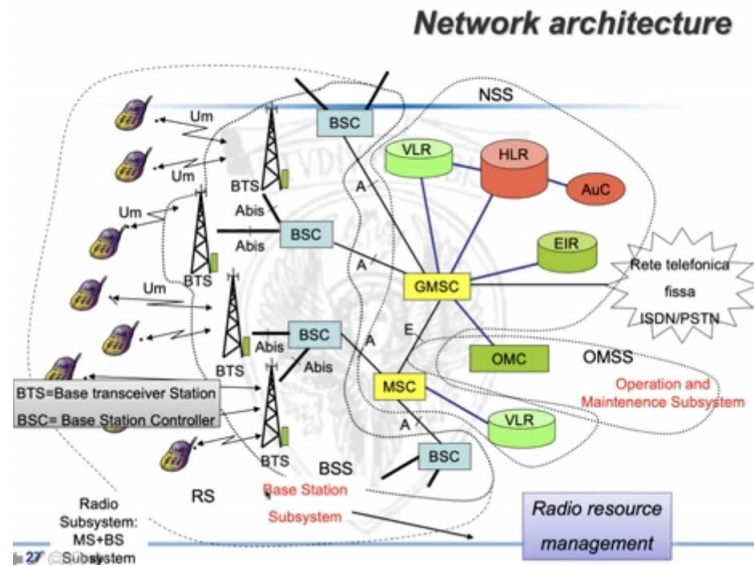 Network architecture
NSS
Um
BSC
VLR
HLR
AuC
Um
BTS
A
Um
Abis
Abis
BSC
EIR
BTS
A
GMSC
Rete telefonica
fissa
ISDN/PSTN
Um
BSC
E
A
Abis
Abis
BTS
OMC
OMSS
MSC
Operation and
Maintenence Subsystem
BTS=Base transceiver Station
BSC= Base Station Controller
A
VLR
BSC
BTS
BSS
RS
Base Station
Subsystem
Radio
Subsystem:
MS+BS
Subsystem
Radio resource
management
27